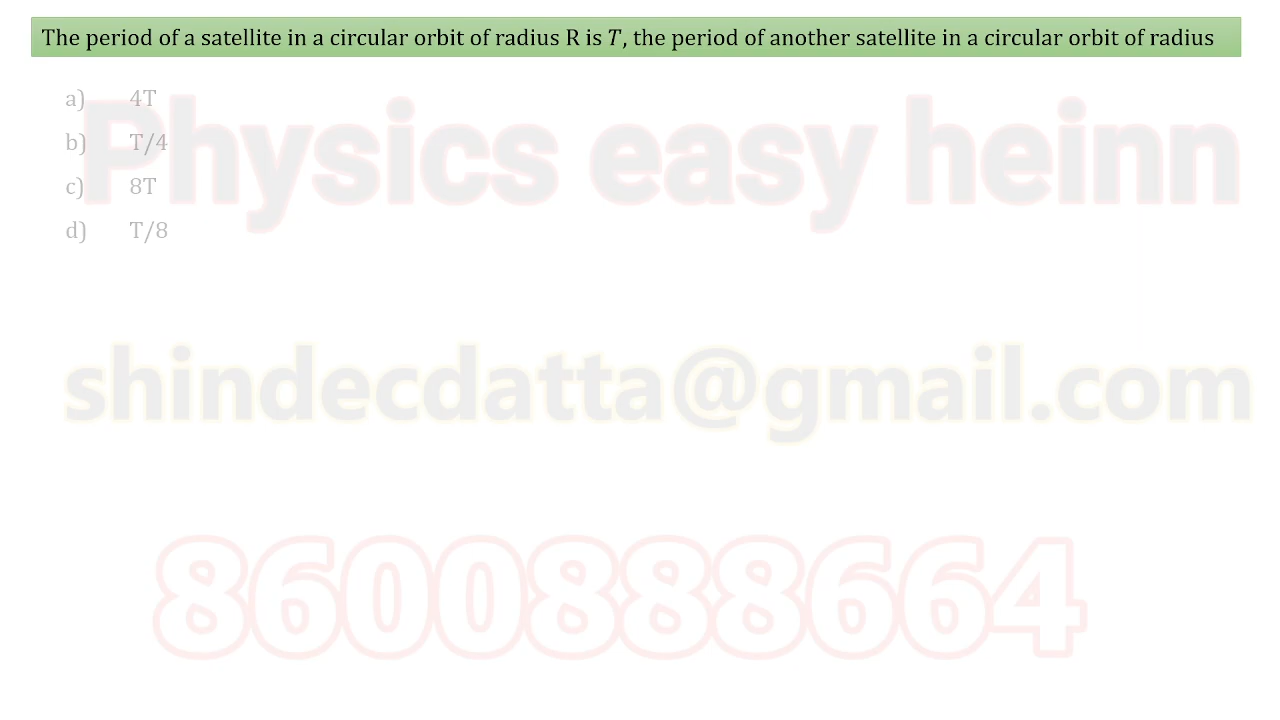 The period of a satellite in a circular orbit of radius R is T, the period of another satellite in a circular orbit of radius
a) 4T
b) T/4
c) 8T
d) T/8
Physics easy heinn
shindecdatta@gmail.com
8600888664